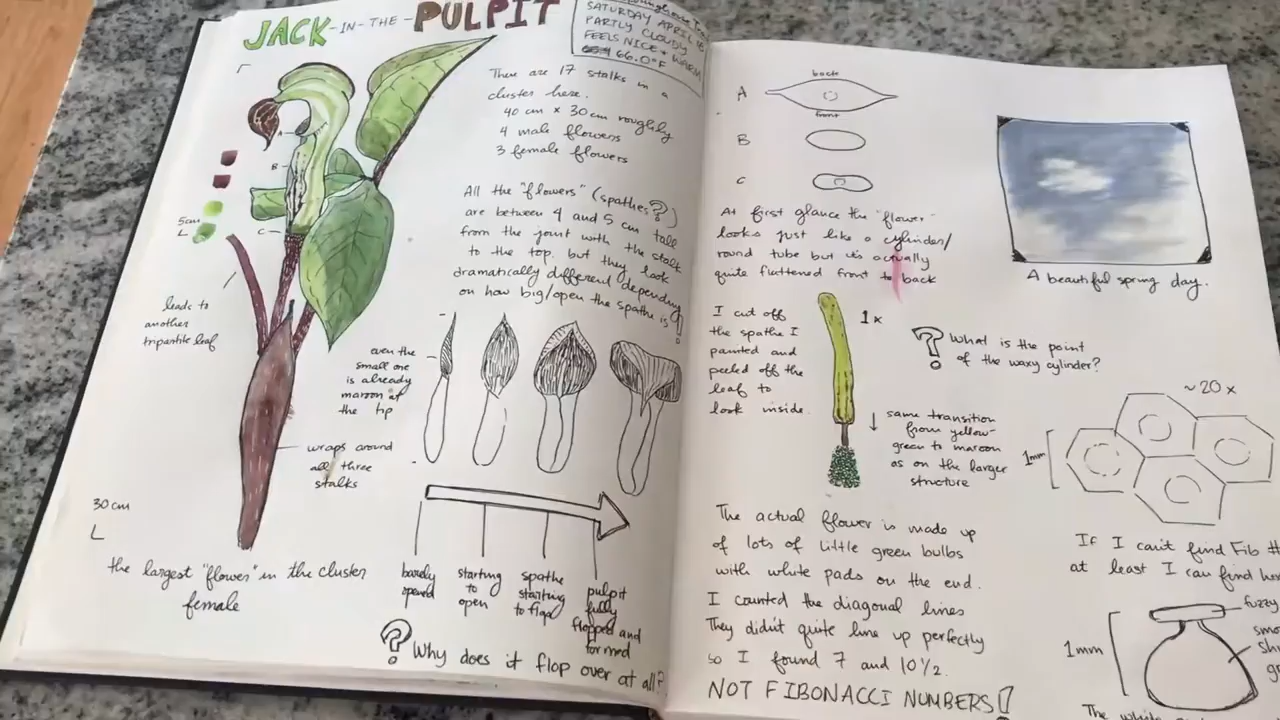 JACK-IN-THE-PULPIT
SATURDAY APRIL
PARTLY CLOUDY
FEELS NICE & WARM
66.0°F
There are 17 stalks in a
cluster here.
40 cm x 30 cm roughly
4 male flowers
3 female flowers
All the "flowers" (spathes?)
are between 4 and 5 cm tall
from the joint with the stalk
to the top. but they look
dramatically different depending
on how big/open the spathe is!
A
B
C
5cm
leads to
another
tripartite leaf
even the
small one
is already
maroon at
the tip
wraps around
all three
stalks
30 cm
the largest "flower" in the cluster
female
barely
opened
starting
to
open
spathe
starting
to flop
pulpit
fully
flopped and
formed
? Why does it flop over at all?
A
back
front
B
C
At first glance the "flower"
looks just like a cylinder/
round tube but it's actually
quite flattened front to back
A beautiful spring day.
I cut off
the spathe I
painted and
peeled off the
leaf to
look inside.
1x
? What is the point
of the waxy cylinder?
↓ same transition
from yellow-
green to maroon
as on the larger
structure
~20x
1mm
The actual flower is made up
of lots of little green bulbs
with white pads on the end.
I counted the diagonal lines
They didn't quite line up perfectly
so I found 7 and 10½.
NOT FIBONACCI NUMBERS!
If I can't find Fib #
at least I can find
fuzzy
1mm
The white